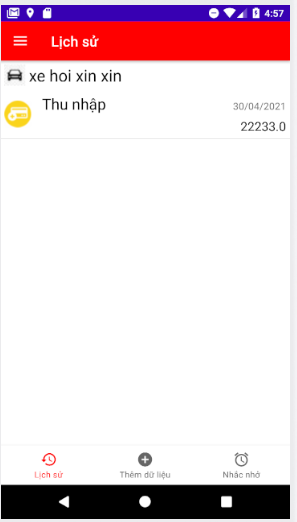 4:57
Lịch sử
xe hoi xin xin
Thu nhập
30/04/2021
22233.0
Lịch sử
Thêm dữ liệu
Nhắc nhở